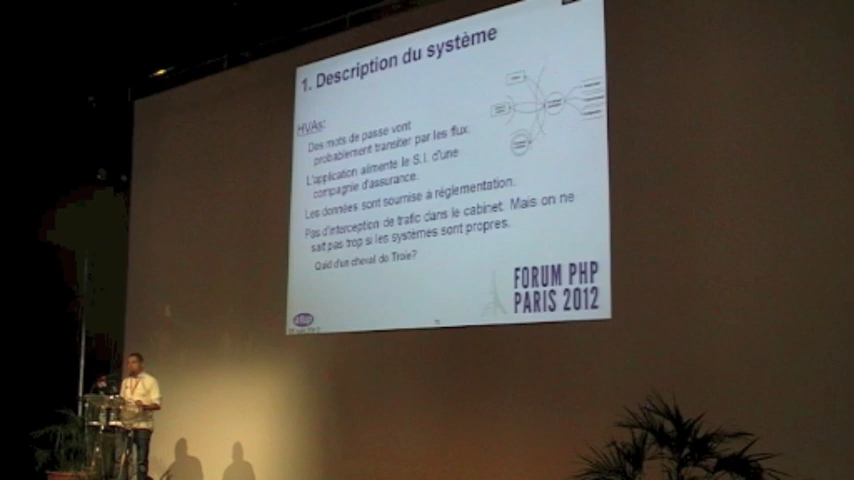 1. Description du système
HVAs:
Des mots de passe vont
probablement transiter par les flux.
L'application alimente le S.I. d'une
compagnie d'assurance.
Les données sont soumise à réglementation.
Pas d'interception de trafic dans le cabinet. Mais on ne
sait pas trop si les systèmes sont propres.
Quid d'un cheval de Troie?
FORUM PHP
PARIS 2012
afup